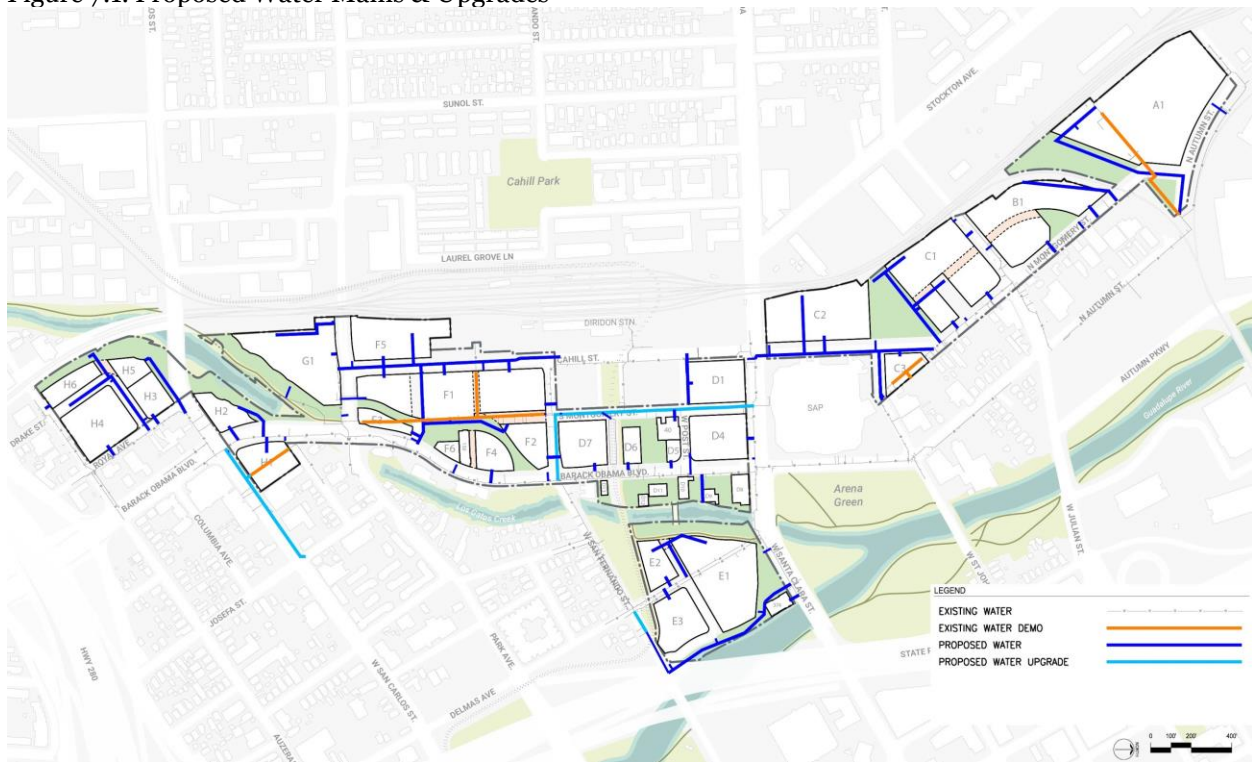 Figure 7.1: Proposed Water Mains & Upgrades
SUNOL ST.
STOCKTON AVE.
A1
N AUTUMN ST.
Cahill Park
B1
N MONTGOMERY ST.
LAUREL GROVE LN
C1
N AUTUMN ST.
C2
DIRIDON STN.
G1
F5
CAHILL ST.
AUTUMN PKWY
Guadalupe River
H6
H5
H3
H4
H2
F1
D1
C3
SAP
DRAKE ST.
ROYAL AVE.
F2
F6
F4
D7
D6
D5
D4
BARACK OBAMA BLVD.
BARACK OBAMA BLVD.
Arena
Green
COLUMBIA AVE.
Los Gatos Creek
W SAN FERNANDO ST.
W SANTA CLARA ST.
W JULIAN ST.
E2
E1
E3
JOSEFA ST.
PARK AVE.
HWY 280
W SAN CARLOS ST.
DELMAS AVE
LEGEND
EXISTING WATER
EXISTING WATER DEMO
PROPOSED WATER
PROPOSED WATER UPGRADE
0 100' 200' 400'